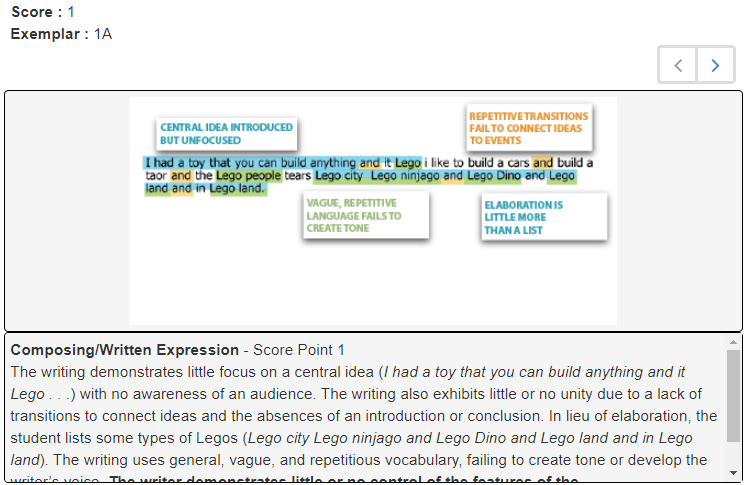 Score : 1
Exemplar : 1A
CENTRAL IDEA INTRODUCED
BUT UNFOCUSED
REPETITIVE TRANSITIONS
FAIL TO CONNECT IDEAS
TO EVENTS
I had a toy that you can build anything and it Lego i like to build a cars and build a
taor and the Lego people tears Lego city Lego ninjago and Lego Dino and Lego
land and in Lego land.
VAGUE, REPETITIVE
LANGUAGE FAILS TO
CREATE TONE
ELABORATION IS
LITTLE MORE
THAN A LIST
Composing/Written Expression - Score Point 1
The writing demonstrates little focus on a central idea (I had a toy that you can build anything and it
Lego . . .) with no awareness of an audience. The writing also exhibits little or no unity due to a lack of
transitions to connect ideas and the absences of an introduction or conclusion. In lieu of elaboration, the
student lists some types of Legos (Lego city Lego ninjago and Lego Dino and Lego land and in Lego
land). The writing uses general, vague, and repetitious vocabulary, failing to create tone or develop the
writer's voice. The writer demonstrates little or no control of the features of the